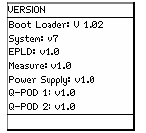 VERSION
Boot Loader: V 1.02
System: v7
EPLD: v1.0
Measure: v1.0
Power Supply: v1.0
Q-POD 1: v1.0
Q-POD 2: v1.0